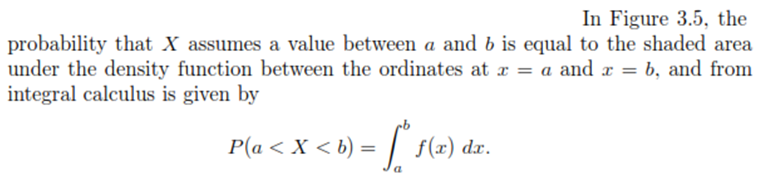 In Figure 3.5, the
probability that X assumes a value between a and b is equal to the shaded area
under the density function between the ordinates at x = a and x = b, and from
integral calculus is given by
P(a < X < b) = ∫_a^b f(x) dx.